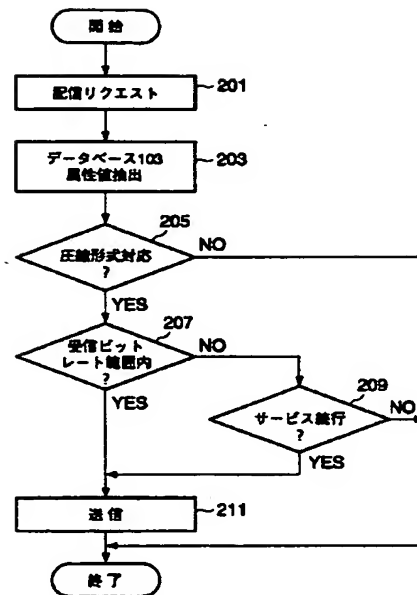 開始
配信リクエスト
201
データベース103
属性値抽出
203
205
圧縮形式対応
?
NO
YES
207
受信ビット
レート範囲内
?
NO
YES
209
サービス続行
?
NO
YES
送信
211
終了